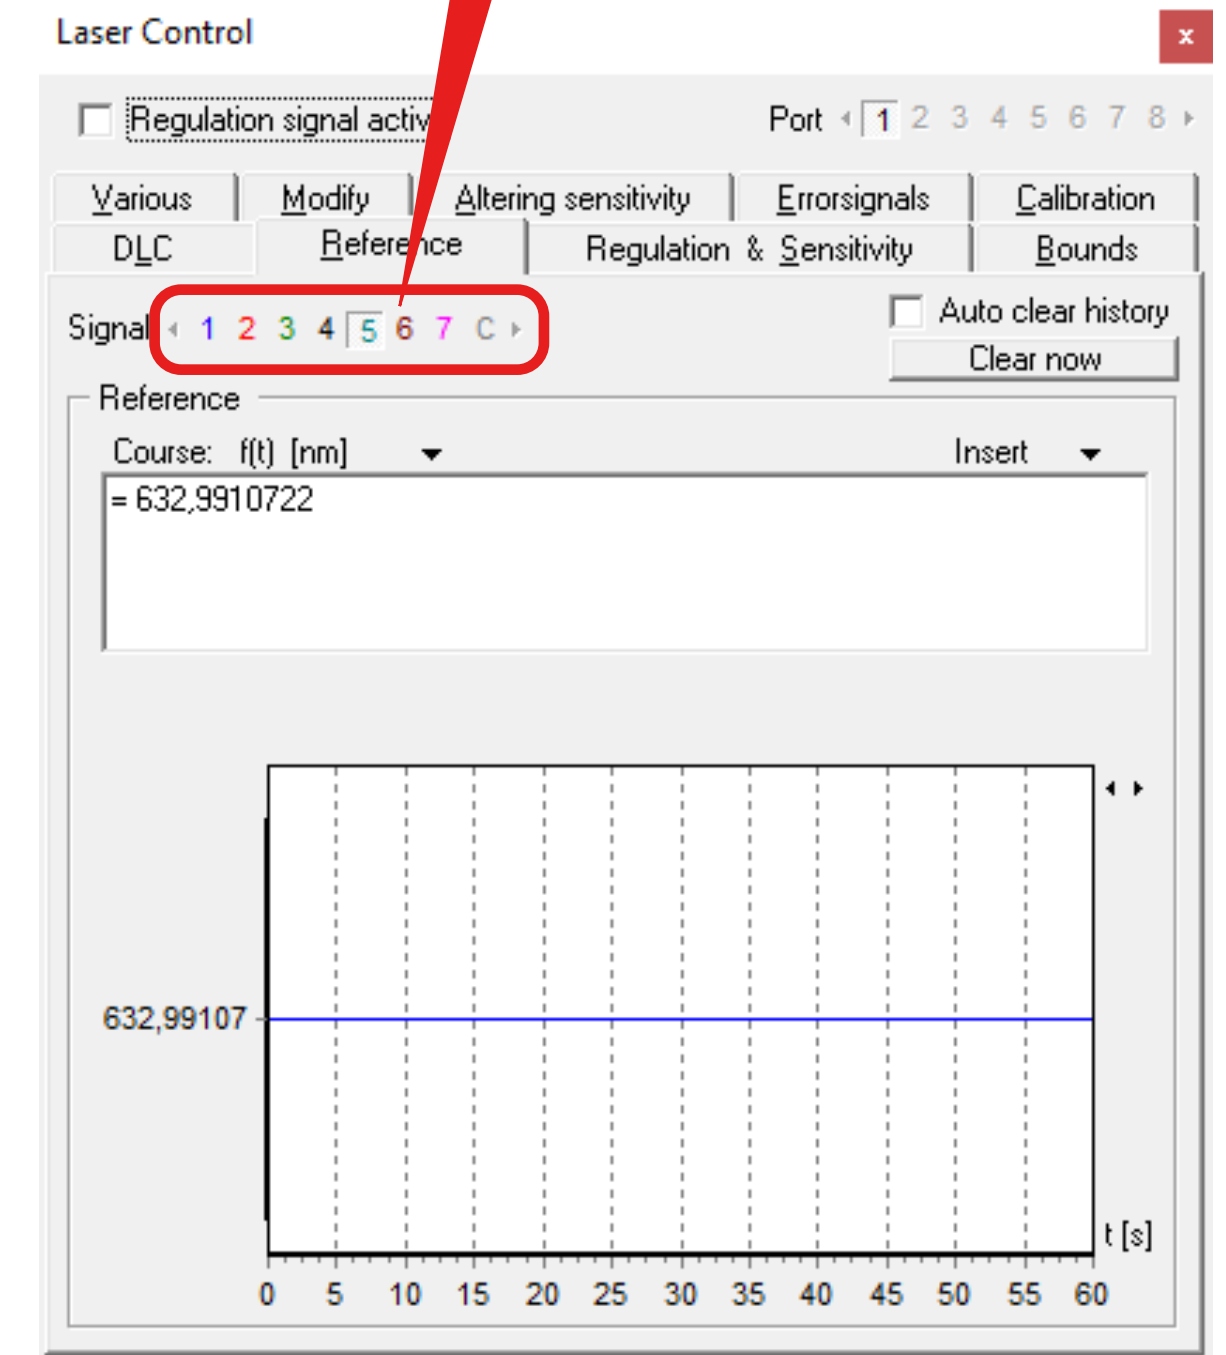 Laser Control
x
Regulation signal activ
Port 1 2 3 4 5 6 7 8
Various Modify Altering sensitivity Errorsignals Calibration
DLC Reference Regulation & Sensitivity Bounds
Signal 1 2 3 4 5 6 7 C
Auto clear history
Clear now
Reference
Course: f(t) [nm]
Insert
= 632,9910722
632,99107
t [s]
0 5 10 15 20 25 30 35 40 45 50 55 60